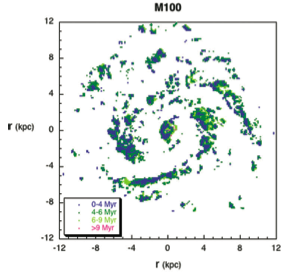 M100
12
8
4
0
-4
-8
-12
r (kpc)
0-4 Myr
4-6 Myr
6-9 Myr
>9 Myr
-12 -8 -4 0 4 8 12
r (kpc)